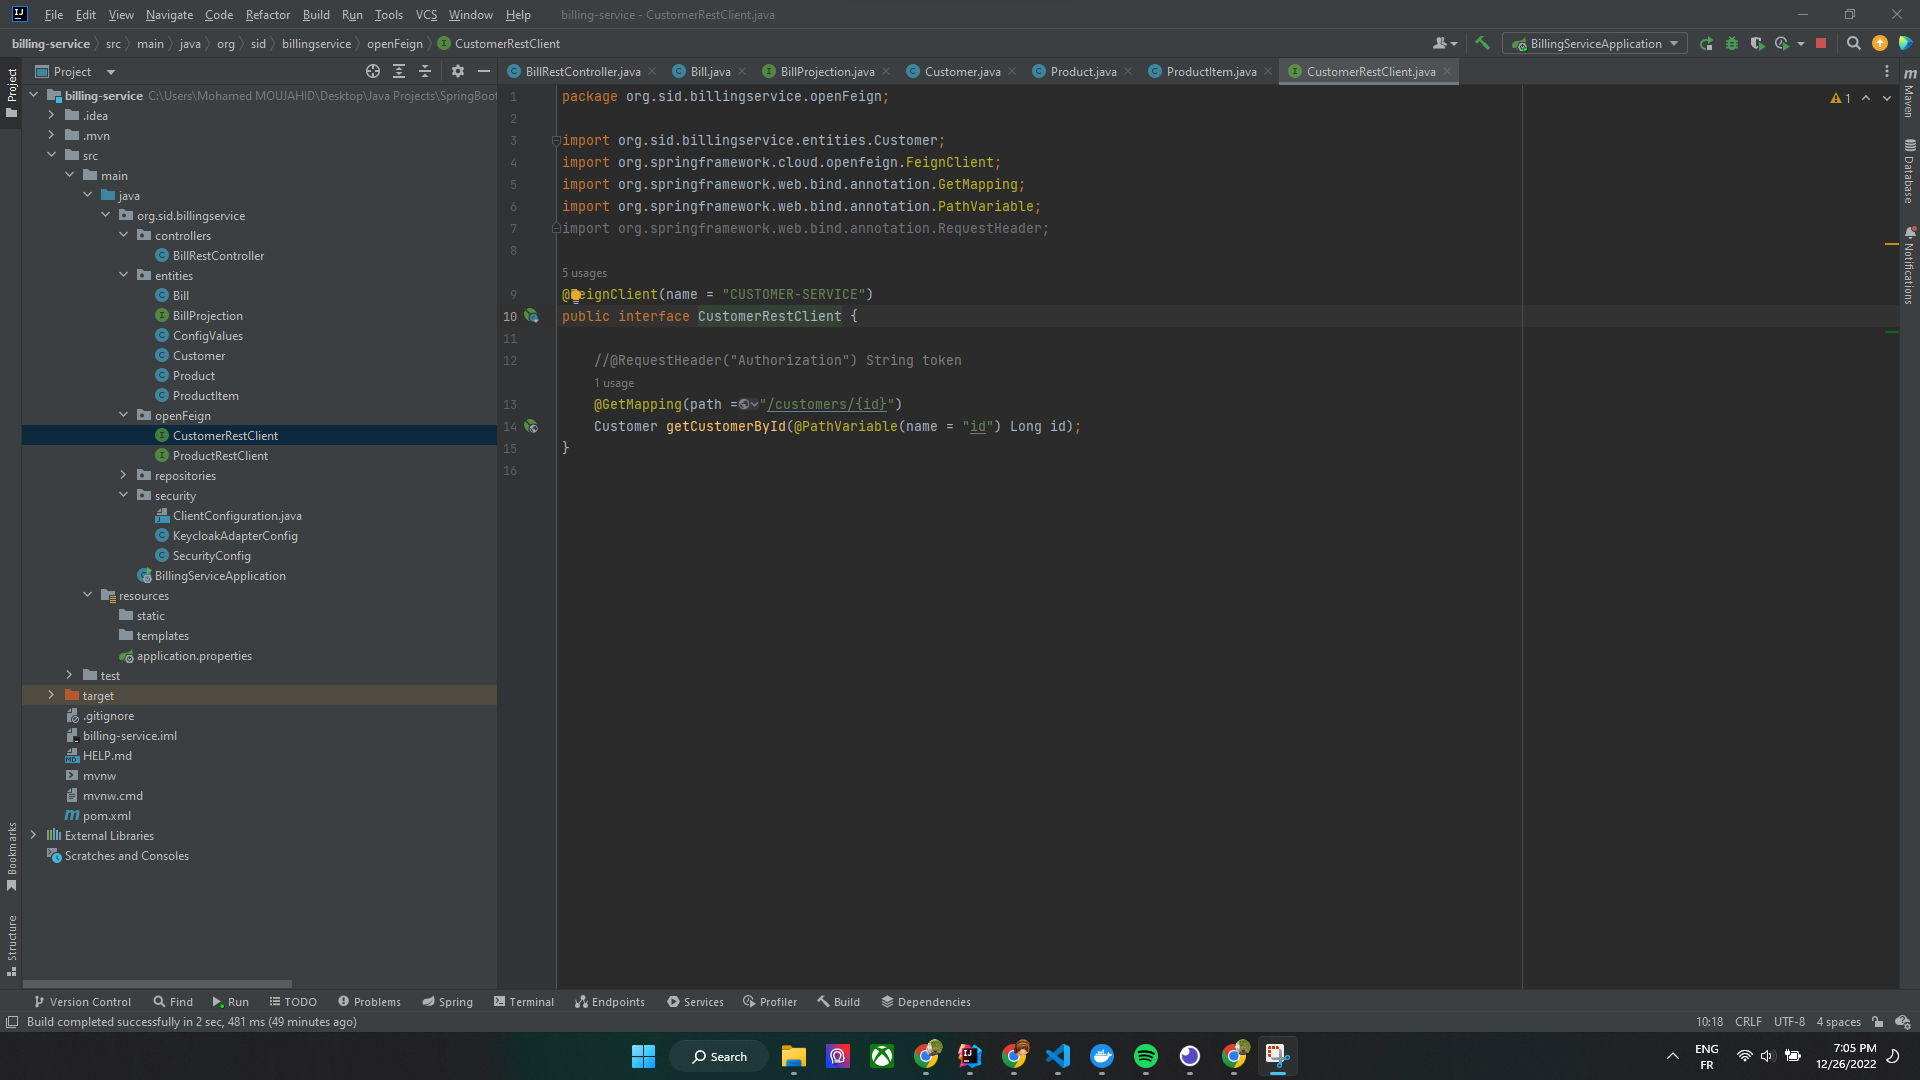 File Edit View Navigate Code Refactor Build Run Tools VCS Window Help billing-service - CustomerRestClient.java
billing-service src main java org sid billingservice openFeign CustomerRestClient BillingServiceApplication
Project
BillRestController.java Bill.java BillProjection.java Customer.java Product.java ProductItem.java CustomerRestClient.java
Project
billing-service C:\Users\Mohamed MOUJAHID\Desktop\Java Projects\SpringBoot
.idea
.mvn
src
main
java
org.sid.billingservice
controllers
BillRestController
entities
Bill
BillProjection
ConfigValues
Customer
Product
ProductItem
openFeign
CustomerRestClient
ProductRestClient
repositories
security
ClientConfiguration.java
KeycloakAdapterConfig
SecurityConfig
BillingServiceApplication
resources
static
templates
application.properties
test
target
.gitignore
billing-service.iml
HELP.md
mvnw
mvnw.cmd
pom.xml
External Libraries
Scratches and Consoles
Bookmarks
Structure
1 package org.sid.billingservice.openFeign;
2
3 import org.sid.billingservice.entities.Customer;
4 import org.springframework.cloud.openfeign.FeignClient;
5 import org.springframework.web.bind.annotation.GetMapping;
6 import org.springframework.web.bind.annotation.PathVariable;
7 import org.springframework.web.bind.annotation.RequestHeader;
8
5 usages
9 @FeignClient(name = "CUSTOMER-SERVICE")
10 public interface CustomerRestClient {
11
12 //@RequestHeader("Authorization") String token
1 usage
13 @GetMapping(path ="/customers/{id}")
14 Customer getCustomerById(@PathVariable(name = "id") Long id);
15 }
16
1
Maven
Database
Notifications
Version Control Find Run TODO Problems Spring Terminal Endpoints Services Profiler Build Dependencies
Build completed successfully in 2 sec, 481 ms (49 minutes ago) 10:18 CRLF UTF-8 4 spaces
Search
ENG
FR
7:05 PM
12/26/2022